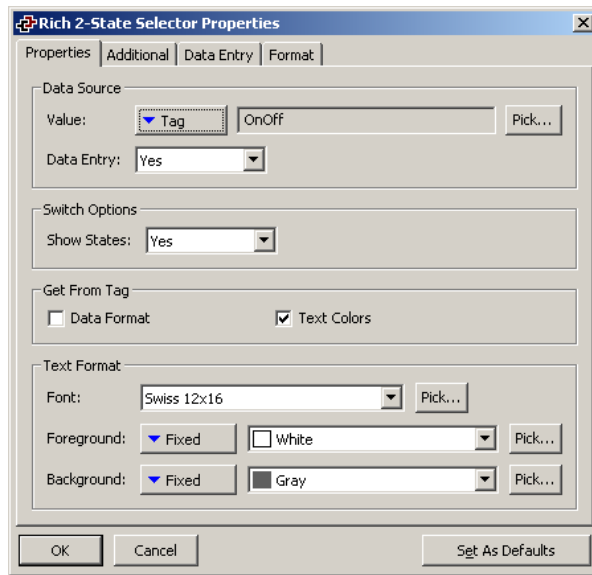 Rich 2-State Selector Properties
Properties Additional Data Entry Format
Data Source
Value: Tag OnOff Pick...
Data Entry: Yes
Switch Options
Show States: Yes
Get From Tag
Data Format Text Colors
Text Format
Font: Swiss 12x16 Pick...
Foreground: Fixed White Pick...
Background: Fixed Gray Pick...
OK Cancel Set As Defaults